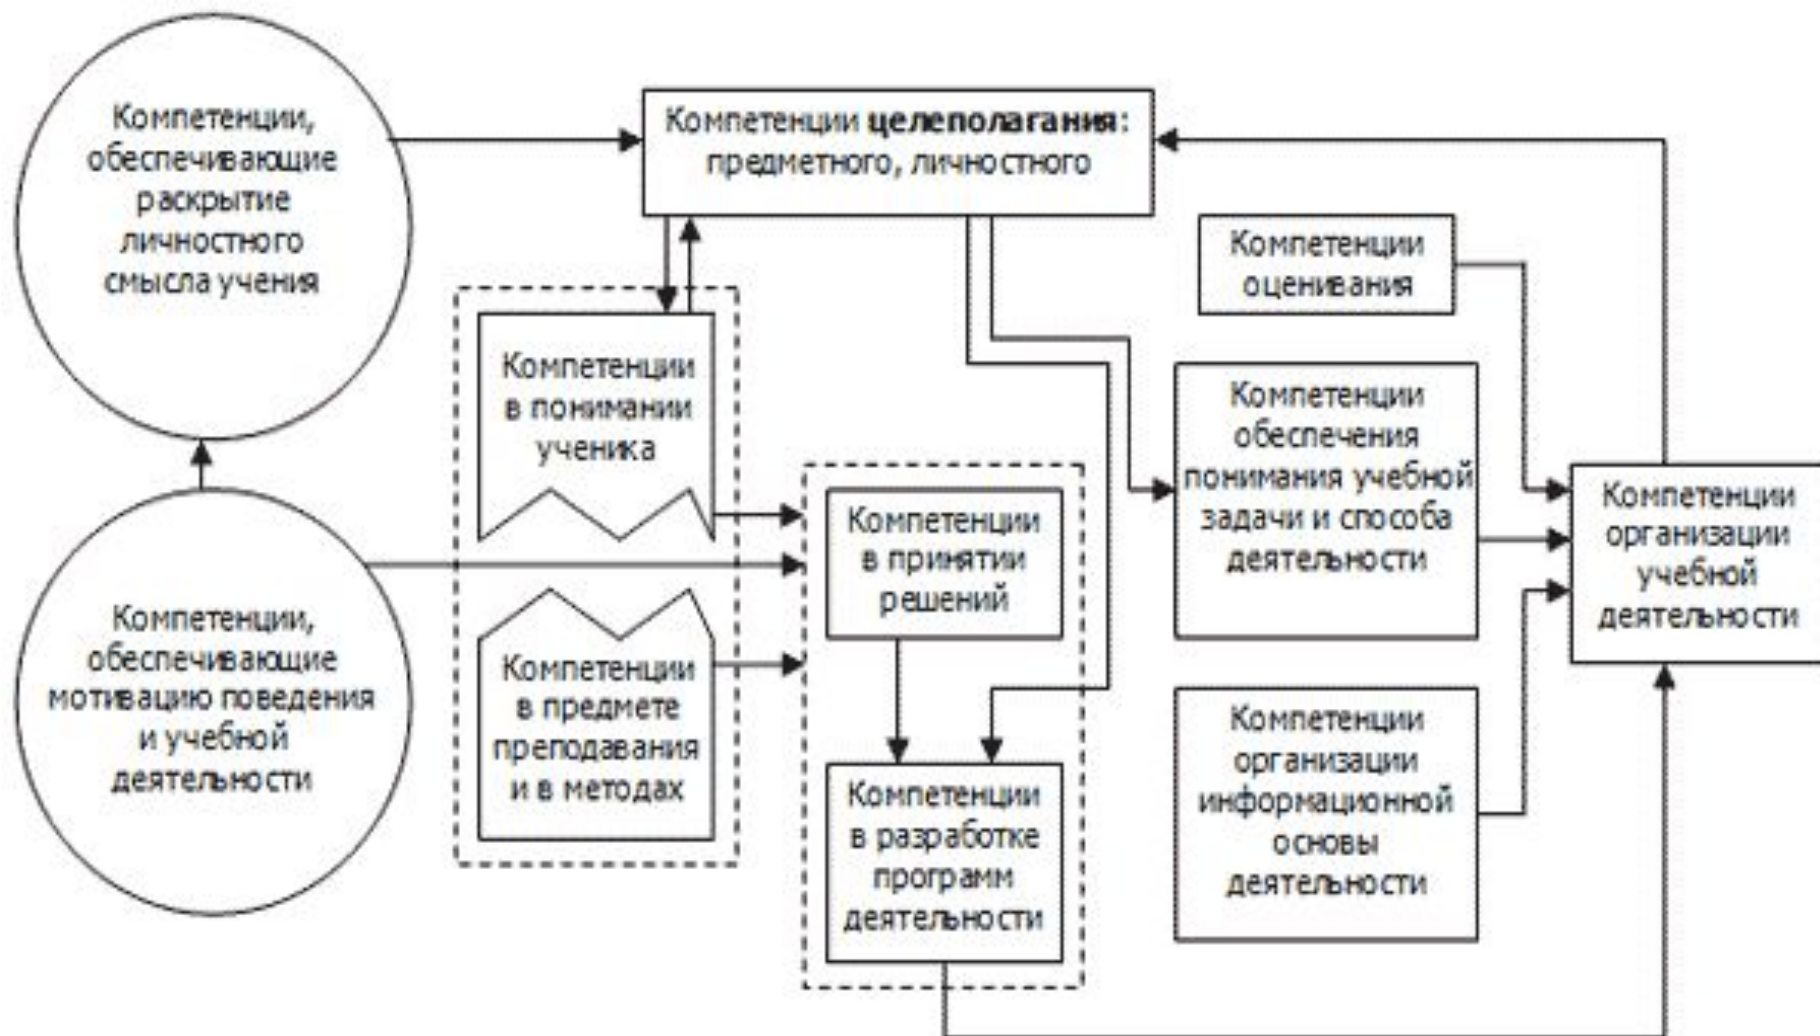 Компетенции,
обеспечивающие
раскрытие
личностного
смысла учения
Компетенции целеполагания:
предметного, личностного
Компетенции
оценивания
Компетенции
в понимании
ученика
Компетенции
обеспечения
понимания учебной
задачи и способа
деятельности
Компетенции
организации
учебной
деятельности
Компетенции
в принятии
решений
Компетенции,
обеспечивающие
мотивацию поведения
и учебной
деятельности
Компетенции
в предмете
преподавания
и в методах
Компетенции
организации
информационной
основы
деятельности
Компетенции
в разработке
программ
деятельности